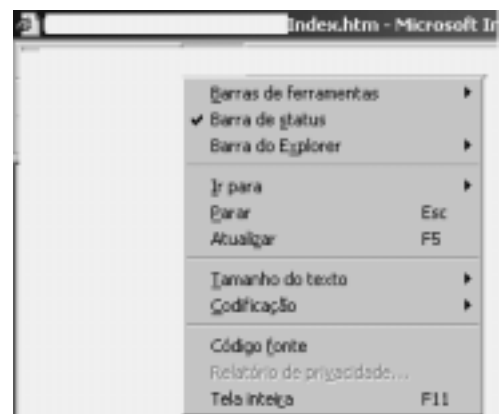 Index.htm - Microsoft In
Barras de ferramentas
Barra de status
Barra do Explorer
Ir para
Parar Esc
Atualizar F5
Tamanho do texto
Codificação
Código fonte
Relatório de privacidade...
Tela inteira F11